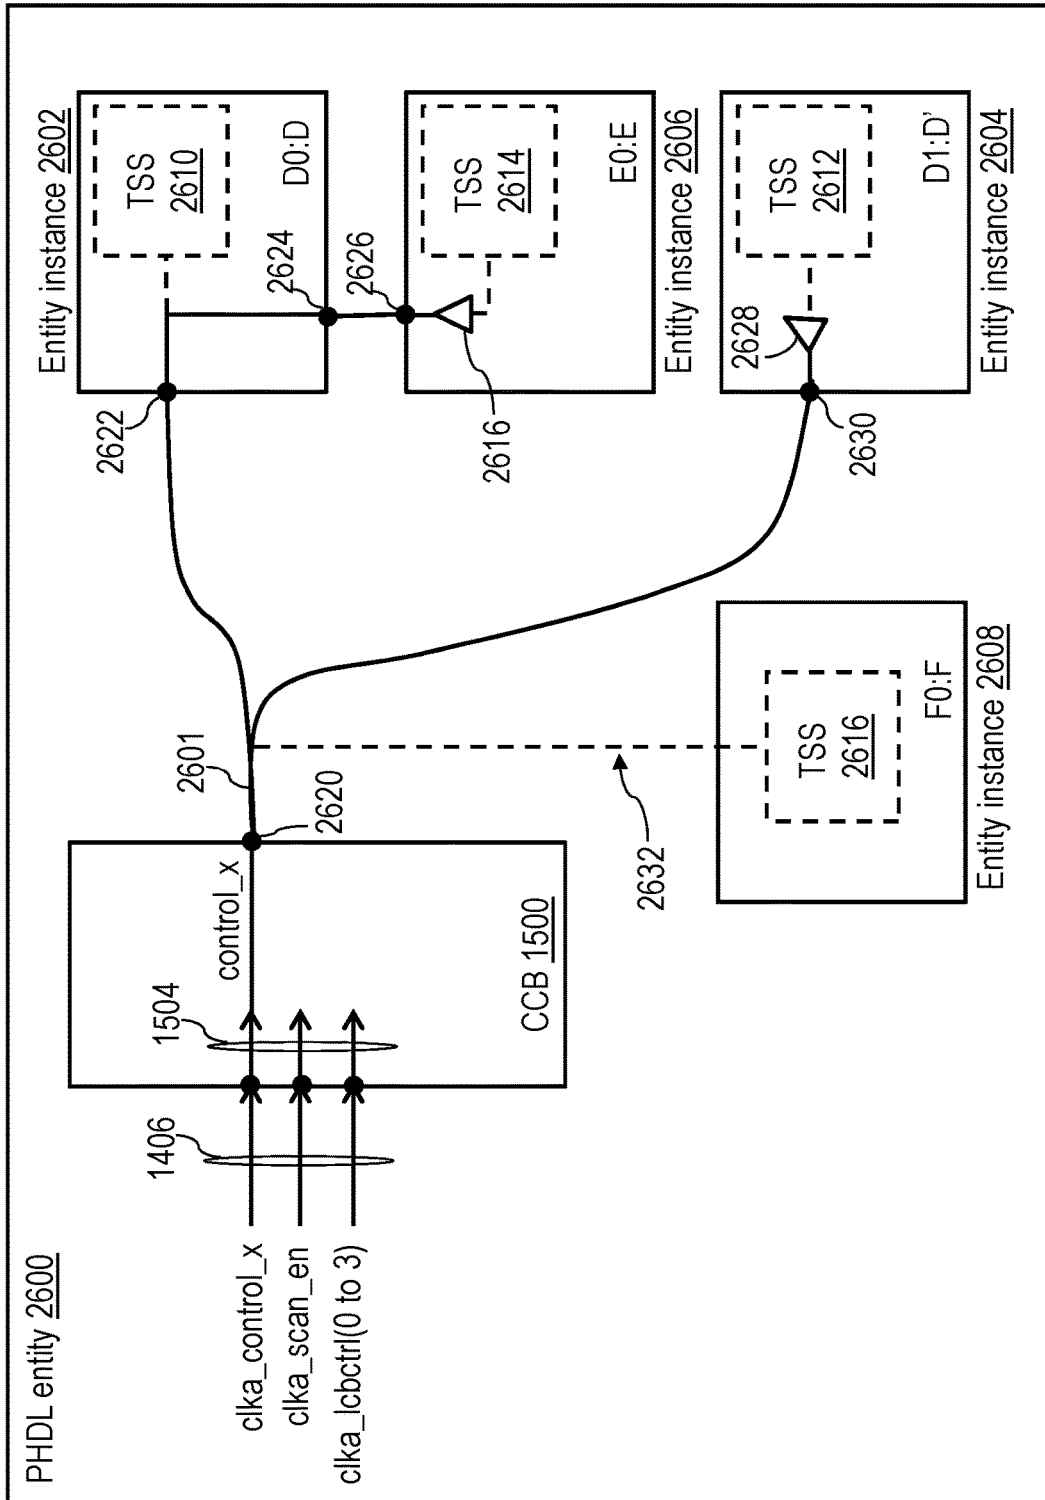 PHDL entity 2600
clka_control_x
clka_scan_en
clka_lcbctrl(0 to 3)
1406
1504
control_x
CCB 1500
2620
2601
2632
TSS
2616
F0:F
Entity instance 2608
2622
Entity instance 2602
TSS
2610
D0:D
2624
2626
TSS
2614
E0:E
2616
Entity instance 2606
2628
TSS
2612
D1:D'
2630
Entity instance 2604